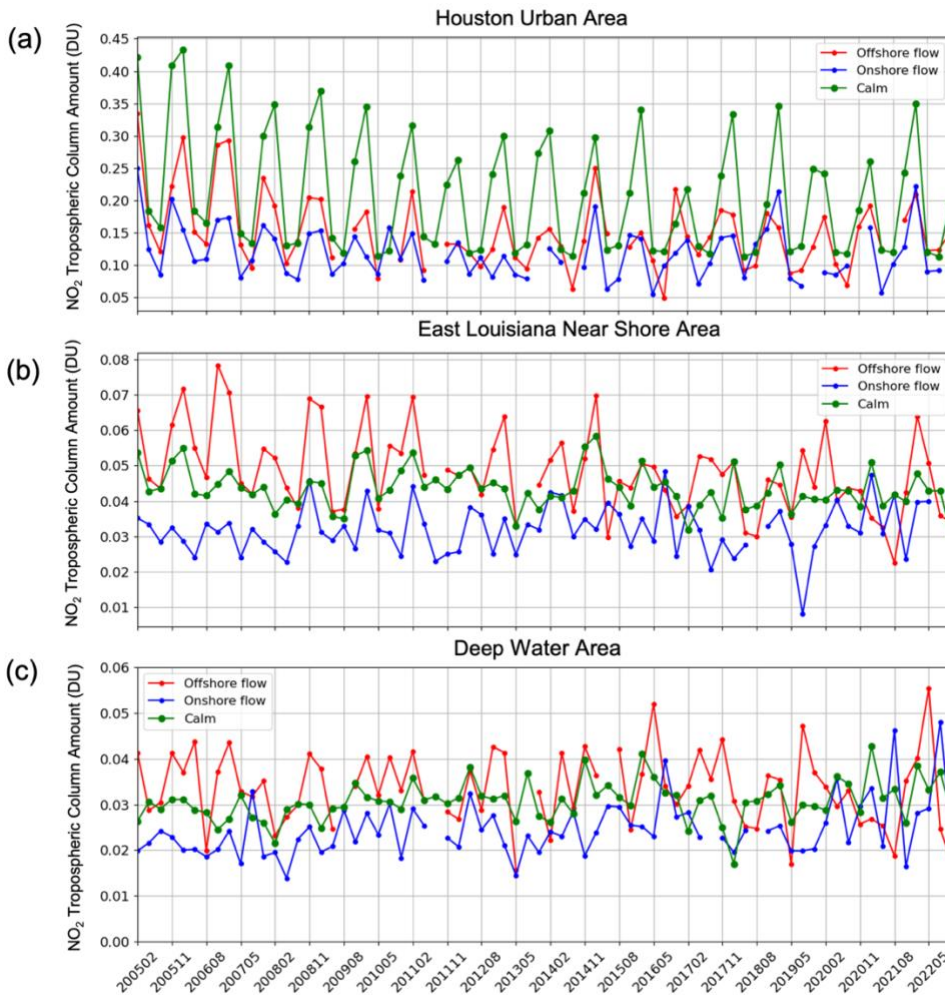 Houston Urban Area
(a)
NO₂ Topospheric Column Amount (DU)
0.45
0.40
0.35
0.30
0.25
0.20
0.15
0.10
0.05
Offshore flow
Onshore flow
Calm
East Louisiana Near Shore Area
(b)
NO₂ Topospheric Column Amount (DU)
0.08
0.07
0.06
0.05
0.04
0.03
0.02
0.01
Offshore flow
Onshore flow
Calm
Deep Water Area
(c)
NO₂ Topospheric Column Amount (DU)
0.06
0.05
0.04
0.03
0.02
0.01
0.00
Offshore flow
Onshore flow
Calm
200502
200511
200608
200705
200802
200811
200908
201005
201102
201111
201208
201305
201402
201411
201508
201605
201702
201711
201808
201905
202002
202011
202108
202205